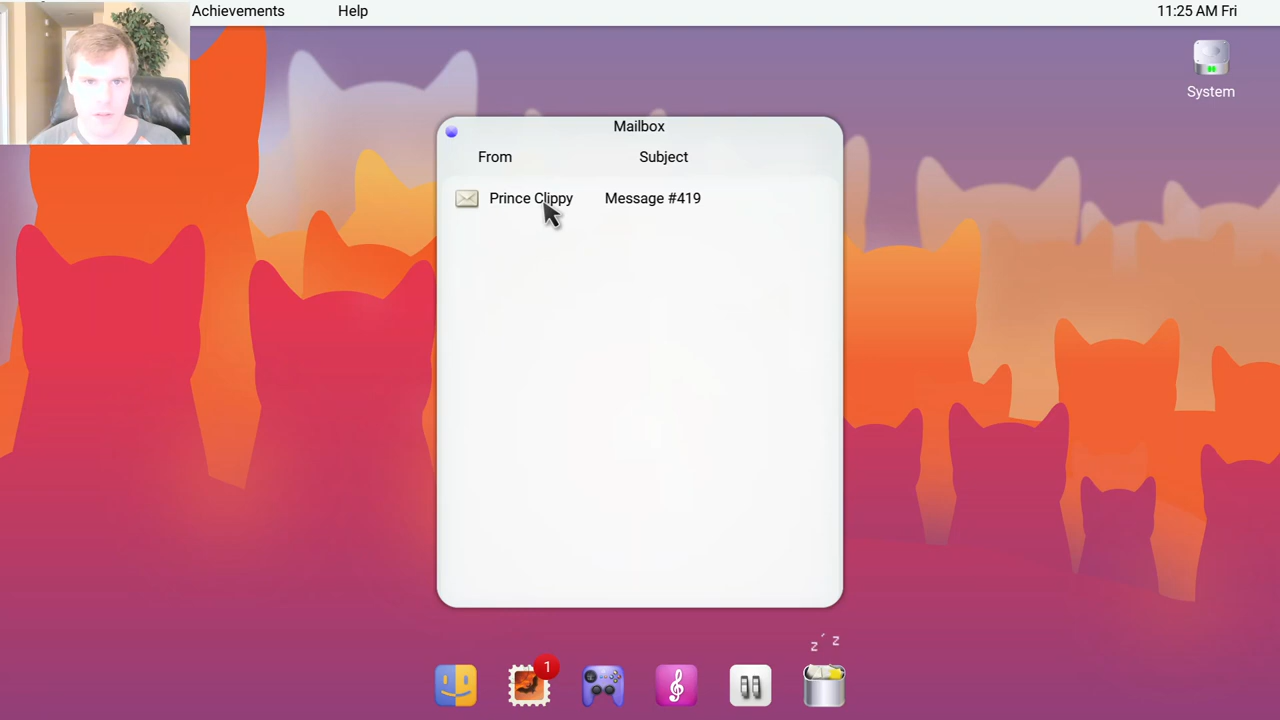 Achievements Help 11:25 AM Fri
System
Mailbox
From Subject
Prince Clippy Message #419
z z z
1